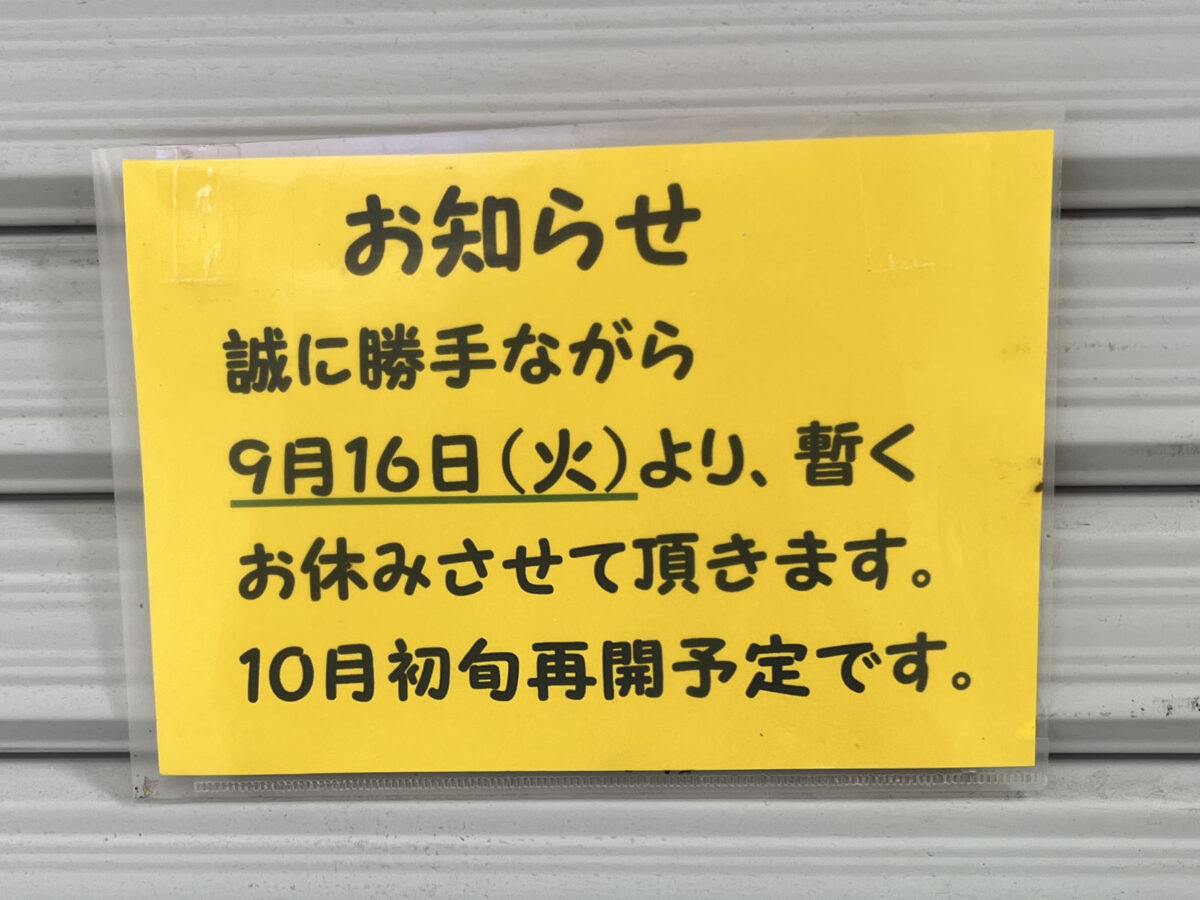 お知らせ
誠に勝手ながら
9月16日(火)より、暫く
お休みさせて頂きます。
10月初旬再開予定です。